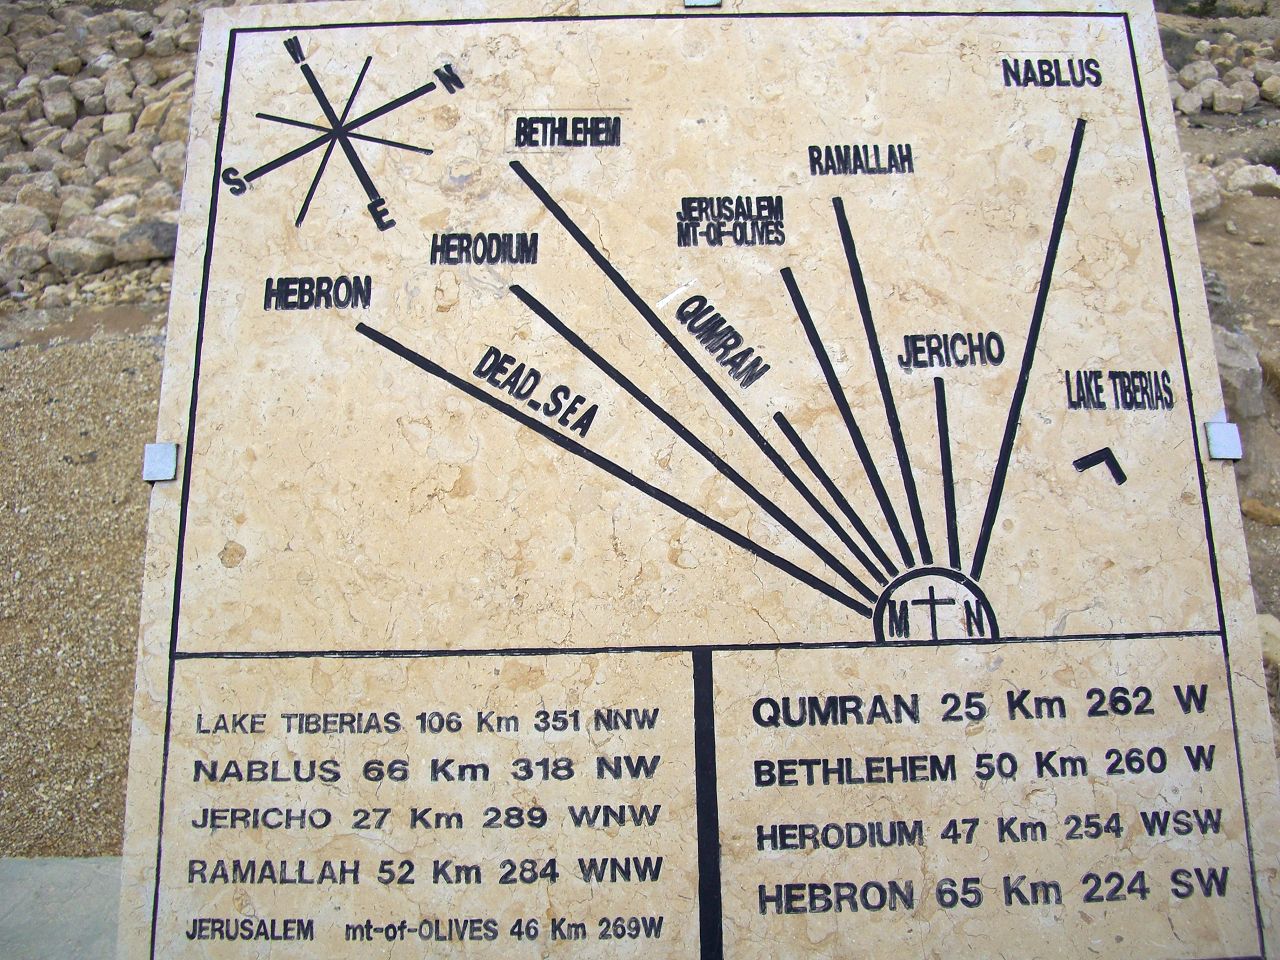 N
W
S
E
NABLUS
BETHLEHEM
RAMALLAH
JERUSALEM
MT-OF-OLIVES
HERODIUM
HEBRON
QUMRAN
JERICHO
DEAD_SEA
LAKE TIBERIAS
M N
LAKE TIBERIAS 106 Km 351 NNW
NABLUS 66 Km 318 NW
JERICHO 27 Km 289 WNW
RAMALLAH 52 Km 284 WNW
JERUSALEM mt-of-OLIVES 46 Km 269W
QUMRAN 25 Km 262 W
BETHLEHEM 50 Km 260 W
HERODIUM 47 Km 254 WSW
HEBRON 65 Km 224 SW